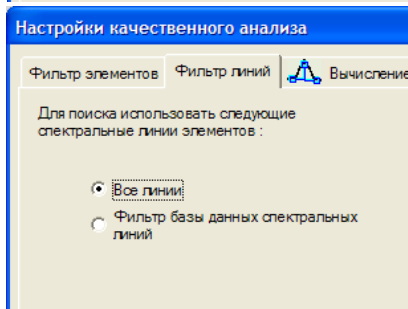 Настройки качественного анализа
Фильтр элементов Фильтр линий Вычисление
Для поиска использовать следующие
спектральные линии элементов :
Все линии
Фильтр базы данных спектральных
линий